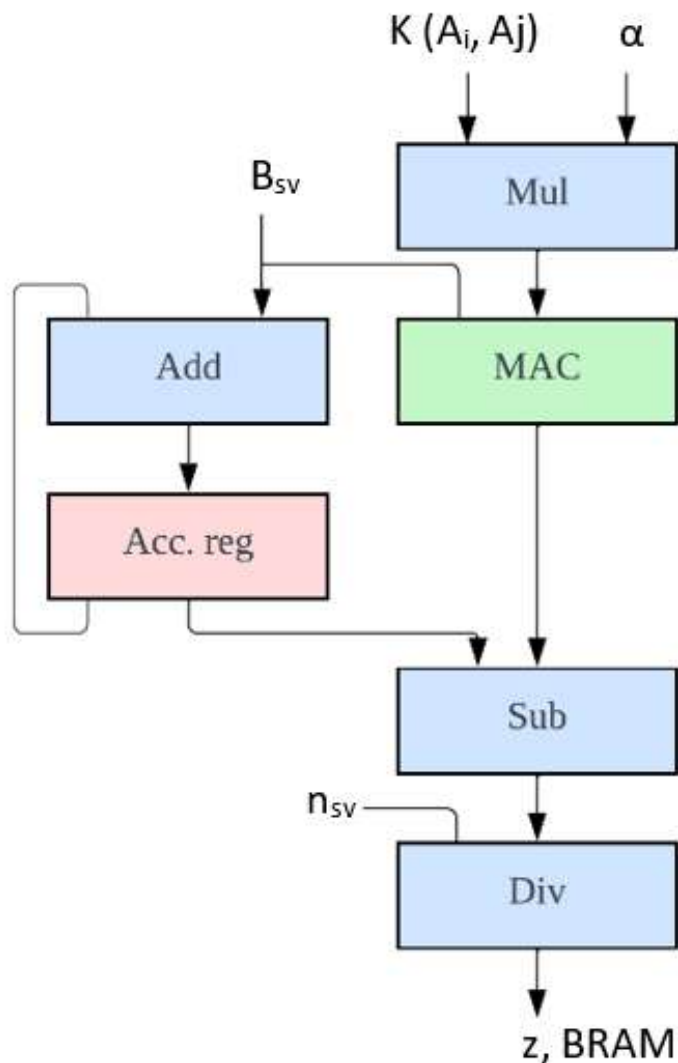 K (Aᵢ, Aj) α
Bₛᵥ
Mul
Add
MAC
Acc. reg
Sub
nₛᵥ
Div
z, BRAM